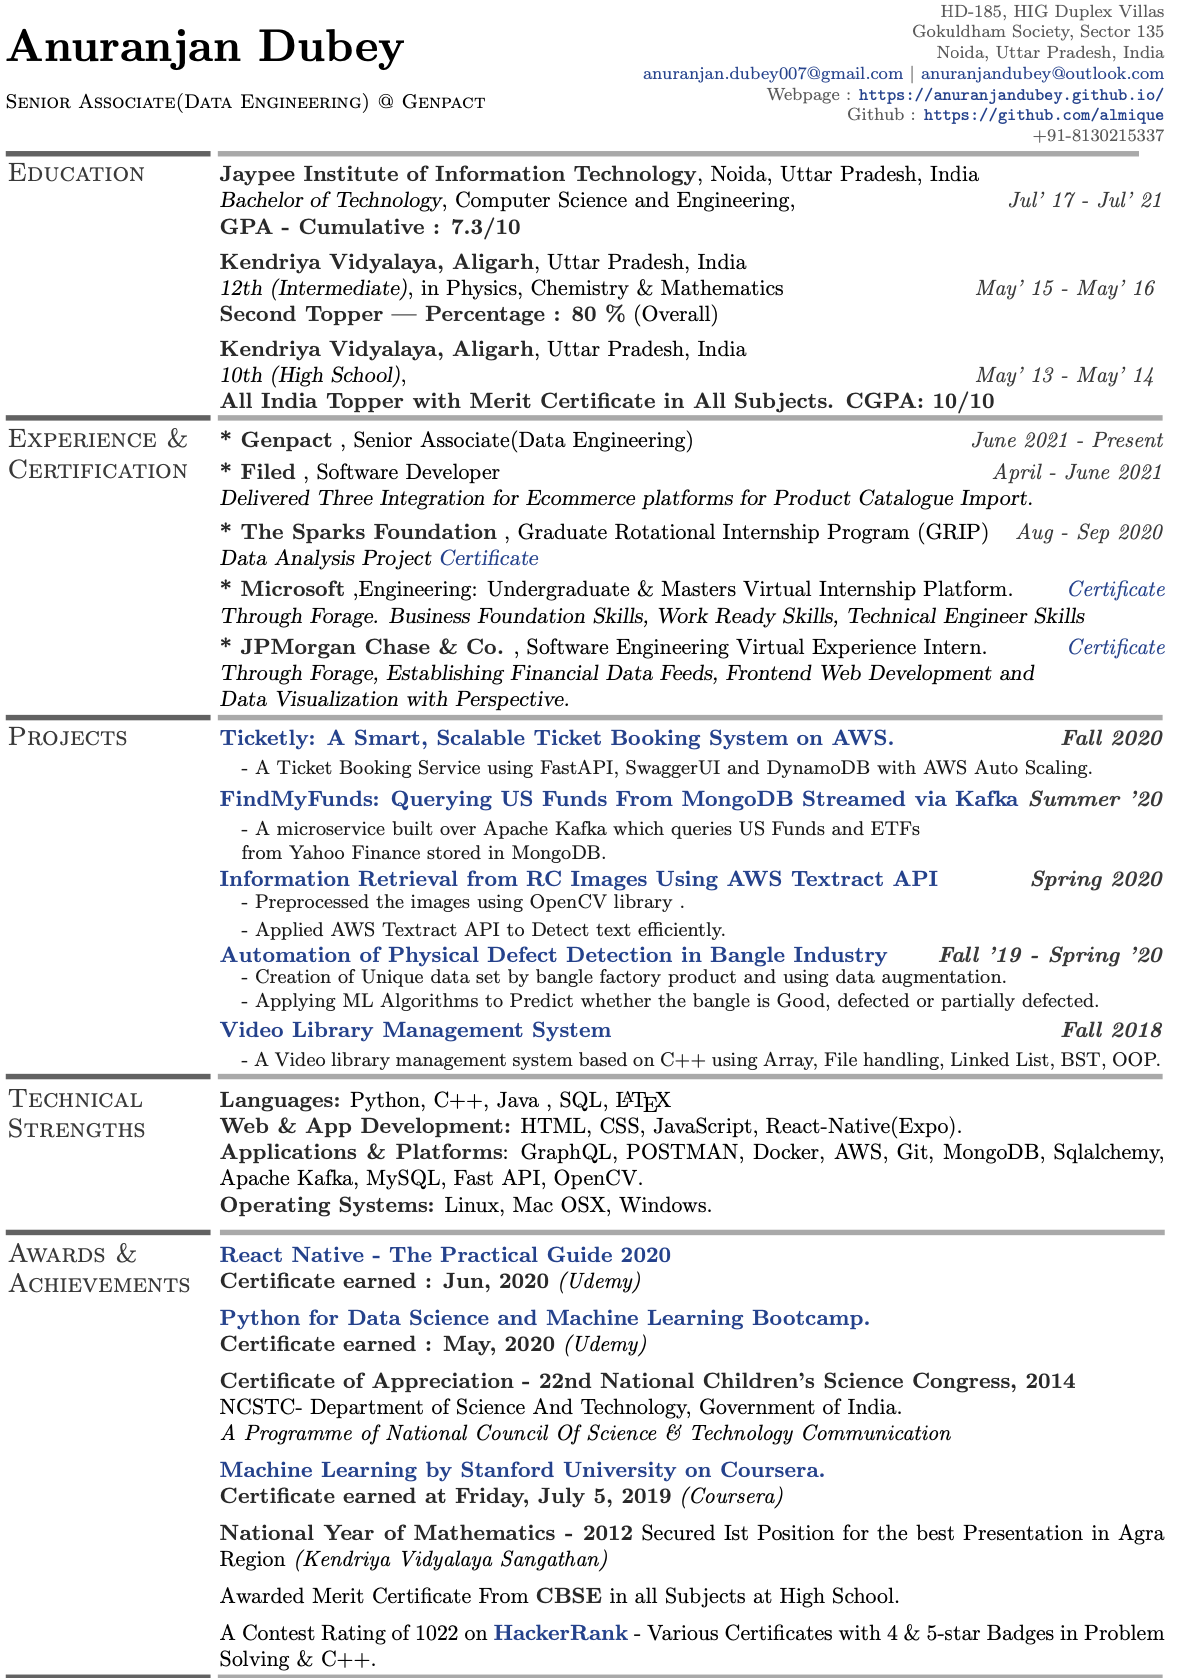 Anuranjan Dubey
Senior Associate(Data Engineering) @ Genpact
HD-185, HIG Duplex Villas
Gokuldham Society, Sector 135
Noida, Uttar Pradesh, India
anuranjan.dubey007@gmail.com | anuranjandubey@outlook.com
Webpage : https://anuranjandubey.github.io/
Github : https://github.com/almique
+91-8130215337
Education
Jaypee Institute of Information Technology, Noida, Uttar Pradesh, India
Bachelor of Technology, Computer Science and Engineering, Jul' 17 - Jul' 21
GPA - Cumulative : 7.3/10
Kendriya Vidyalaya, Aligarh, Uttar Pradesh, India
12th (Intermediate), in Physics, Chemistry & Mathematics May' 15 - May' 16
Second Topper — Percentage : 80 % (Overall)
Kendriya Vidyalaya, Aligarh, Uttar Pradesh, India
10th (High School), May' 13 - May' 14
All India Topper with Merit Certificate in All Subjects. CGPA: 10/10
Experience &
Certification
* Genpact , Senior Associate(Data Engineering) June 2021 - Present
* Filed , Software Developer April - June 2021
Delivered Three Integration for Ecommerce platforms for Product Catalogue Import.
* The Sparks Foundation , Graduate Rotational Internship Program (GRIP) Aug - Sep 2020
Data Analysis Project Certificate
* Microsoft ,Engineering: Undergraduate & Masters Virtual Internship Platform. Certificate
Through Forage. Business Foundation Skills, Work Ready Skills, Technical Engineer Skills
* JPMorgan Chase & Co. , Software Engineering Virtual Experience Intern. Certificate
Through Forage, Establishing Financial Data Feeds, Frontend Web Development and
Data Visualization with Perspective.
Projects
Ticketly: A Smart, Scalable Ticket Booking System on AWS. Fall 2020
- A Ticket Booking Service using FastAPI, SwaggerUI and DynamoDB with AWS Auto Scaling.
FindMyFunds: Querying US Funds From MongoDB Streamed via Kafka Summer '20
- A microservice built over Apache Kafka which queries US Funds and ETFs
from Yahoo Finance stored in MongoDB.
Information Retrieval from RC Images Using AWS Textract API Spring 2020
- Preprocessed the images using OpenCV library .
- Applied AWS Textract API to Detect text efficiently.
Automation of Physical Defect Detection in Bangle Industry Fall '19 - Spring '20
- Creation of Unique data set by bangle factory product and using data augmentation.
- Applying ML Algorithms to Predict whether the bangle is Good, defected or partially defected.
Video Library Management System Fall 2018
- A Video library management system based on C++ using Array, File handling, Linked List, BST, OOP.
Technical
Strengths
Languages: Python, C++, Java , SQL, LATEX
Web & App Development: HTML, CSS, JavaScript, React-Native(Expo).
Applications & Platforms: GraphQL, POSTMAN, Docker, AWS, Git, MongoDB, Sqlalchemy,
Apache Kafka, MySQL, Fast API, OpenCV.
Operating Systems: Linux, Mac OSX, Windows.
Awards &
Achievements
React Native - The Practical Guide 2020
Certificate earned : Jun, 2020 (Udemy)
Python for Data Science and Machine Learning Bootcamp.
Certificate earned : May, 2020 (Udemy)
Certificate of Appreciation - 22nd National Children's Science Congress, 2014
NCSTC- Department of Science And Technology, Government of India.
A Programme of National Council Of Science & Technology Communication
Machine Learning by Stanford University on Coursera.
Certificate earned at Friday, July 5, 2019 (Coursera)
National Year of Mathematics - 2012 Secured Ist Position for the best Presentation in Agra
Region (Kendriya Vidyalaya Sangathan)
Awarded Merit Certificate From CBSE in all Subjects at High School.
A Contest Rating of 1022 on HackerRank - Various Certificates with 4 & 5-star Badges in Problem
Solving & C++.